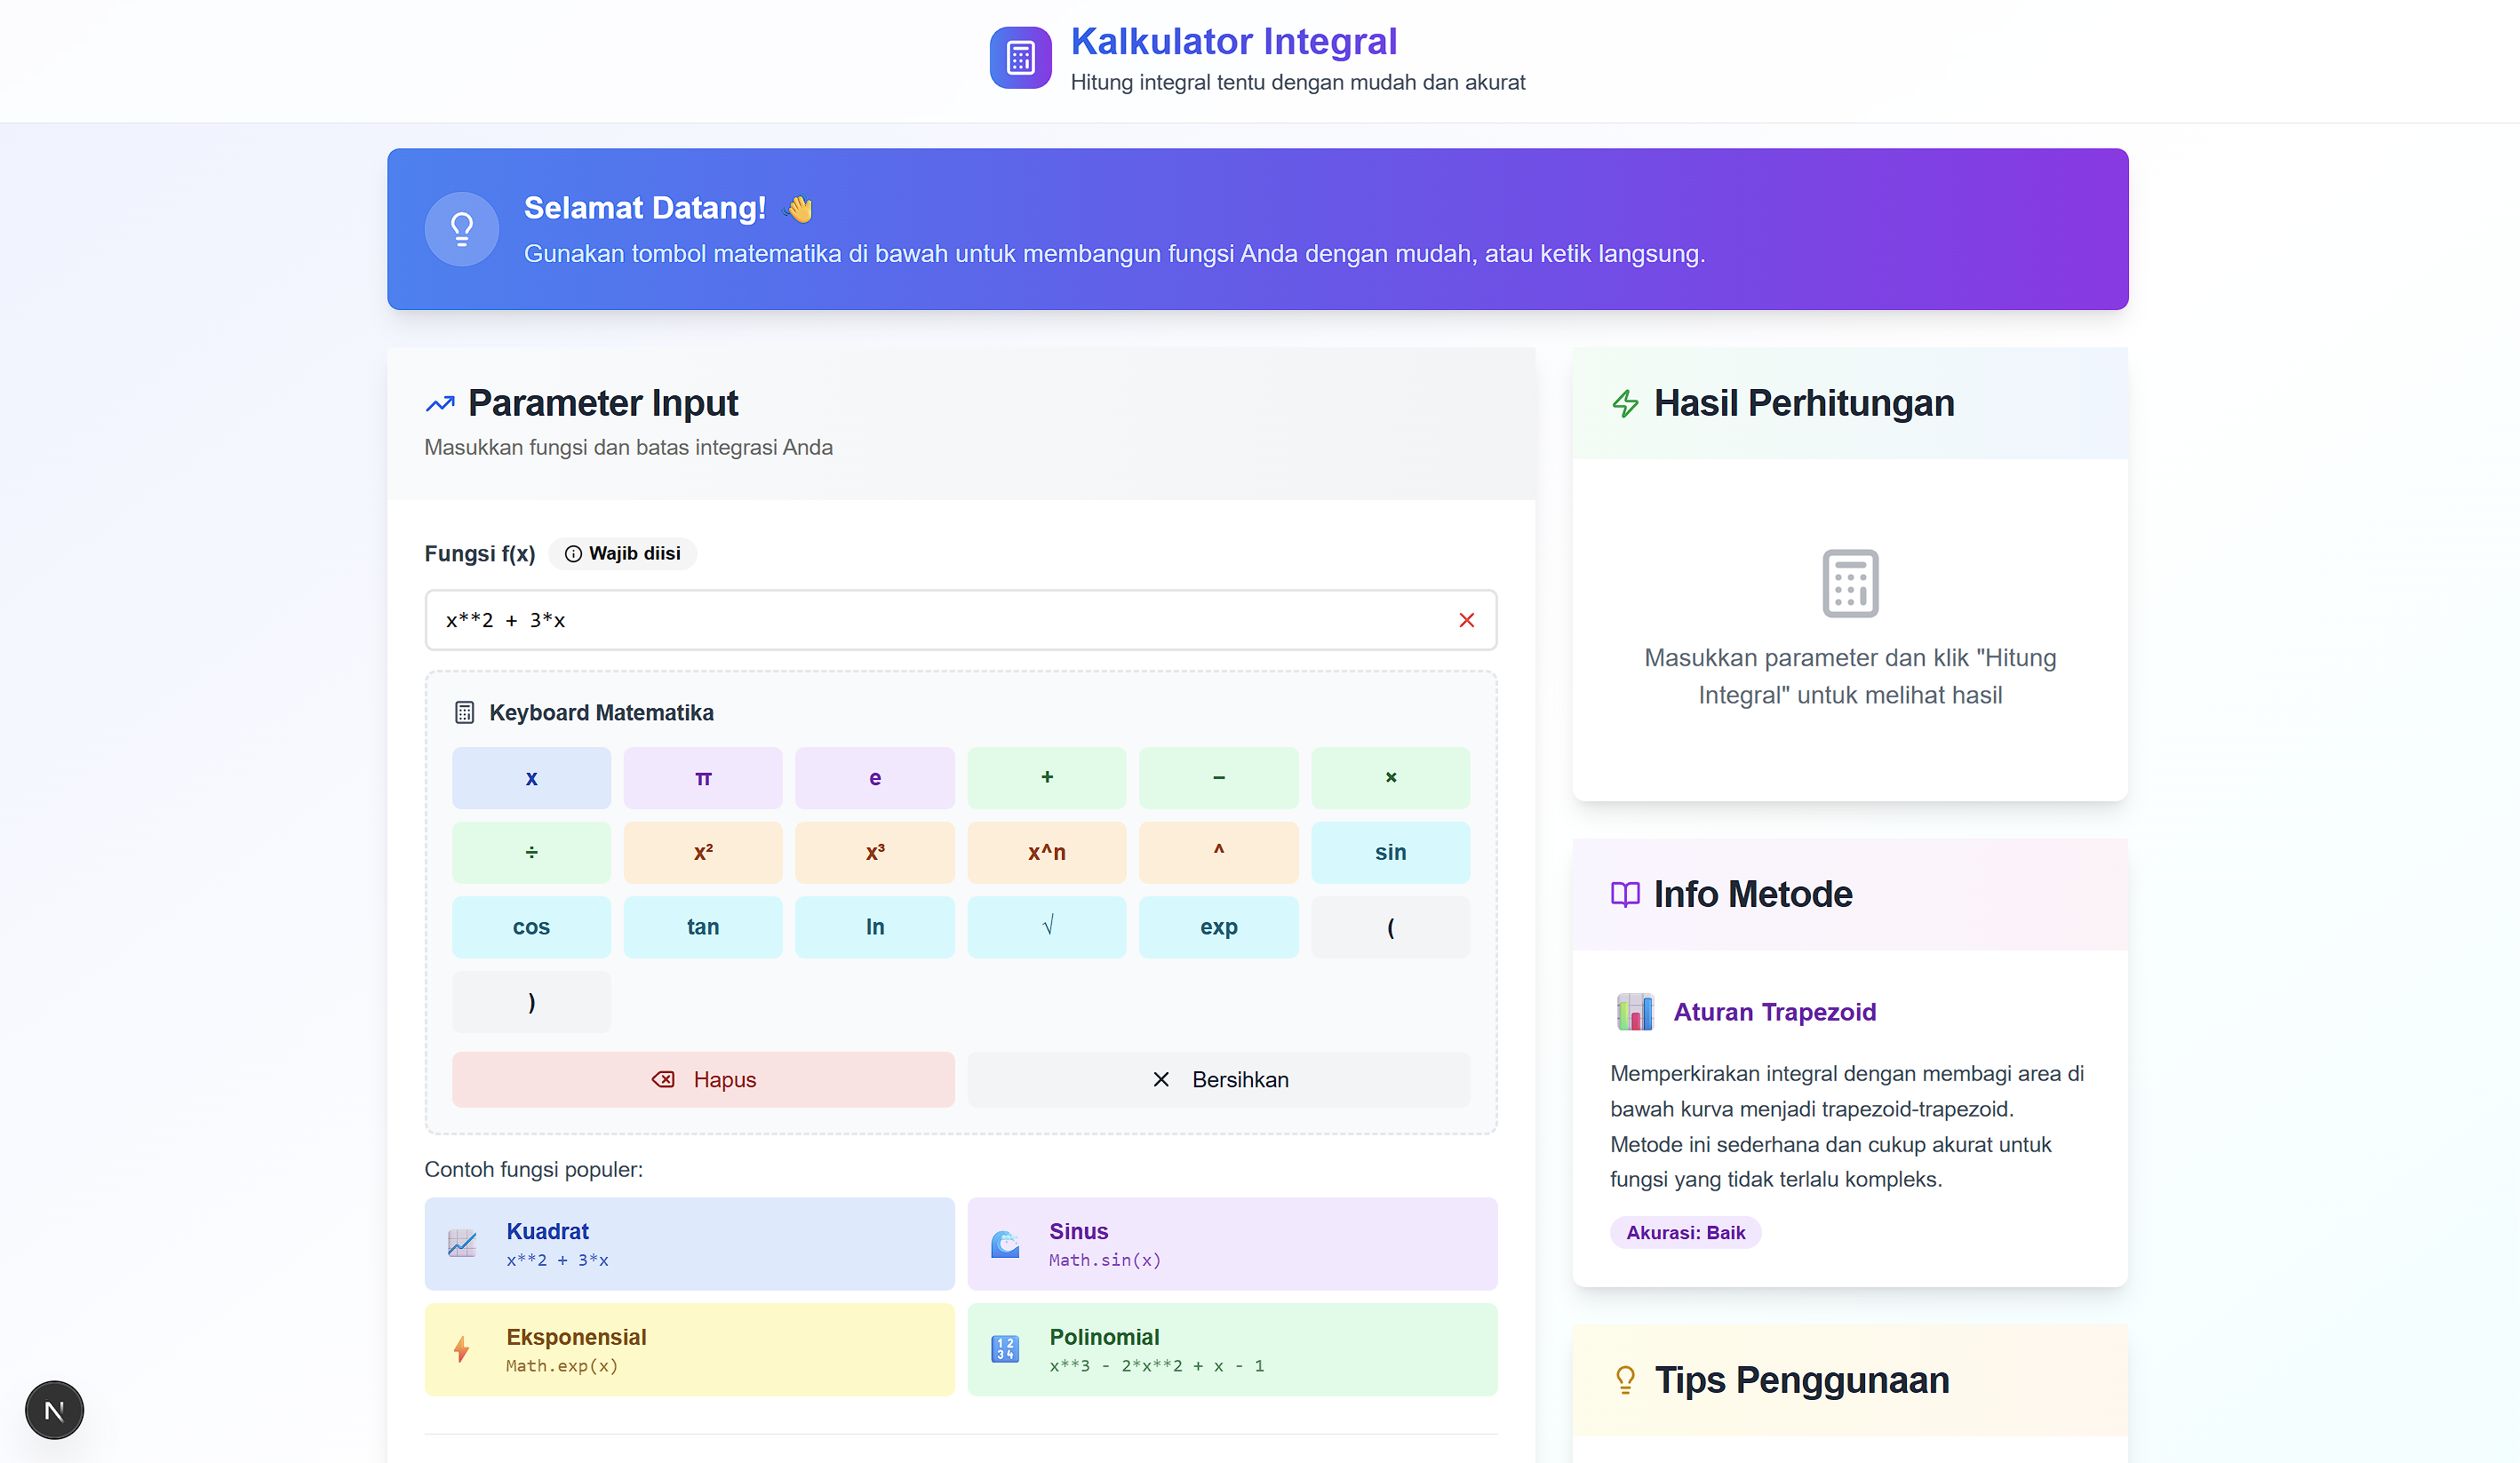 Kalkulator Integral
Hitung integral tentu dengan mudah dan akurat
Selamat Datang! 👋
Gunakan tombol matematika di bawah untuk membangun fungsi Anda dengan mudah, atau ketik langsung.
Parameter Input
Masukkan fungsi dan batas integrasi Anda
Fungsi f(x)
Wajib diisi
x**2 + 3*x
Keyboard Matematika
x
π
e
+
−
×
÷
x²
x³
x^n
^
sin
cos
tan
ln
√
exp
(
)
Hapus
Bersihkan
Contoh fungsi populer:
Kuadrat
x**2 + 3*x
Sinus
Math.sin(x)
Eksponensial
Math.exp(x)
1 2
3 4
Polinomial
x**3 - 2*x**2 + x - 1
Hasil Perhitungan
Masukkan parameter dan klik "Hitung
Integral" untuk melihat hasil
Info Metode
Aturan Trapezoid
Memperkirakan integral dengan membagi area di
bawah kurva menjadi trapezoid-trapezoid.
Metode ini sederhana dan cukup akurat untuk
fungsi yang tidak terlalu kompleks.
Akurasi: Baik
Tips Penggunaan
N